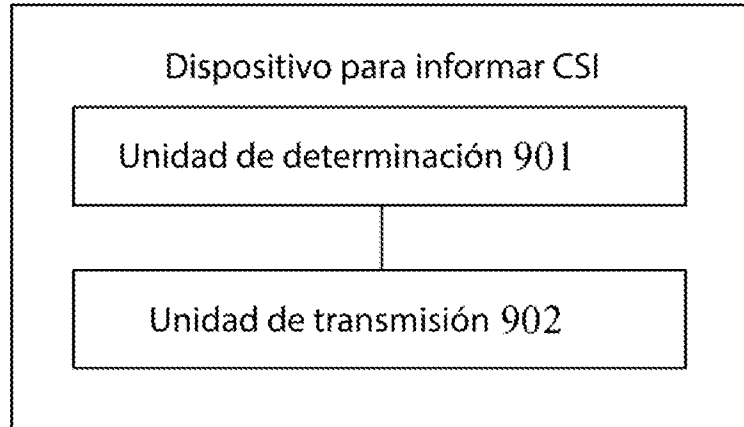 Dispositivo para informar CSI
Unidad de determinación 901
Unidad de transmisión 902